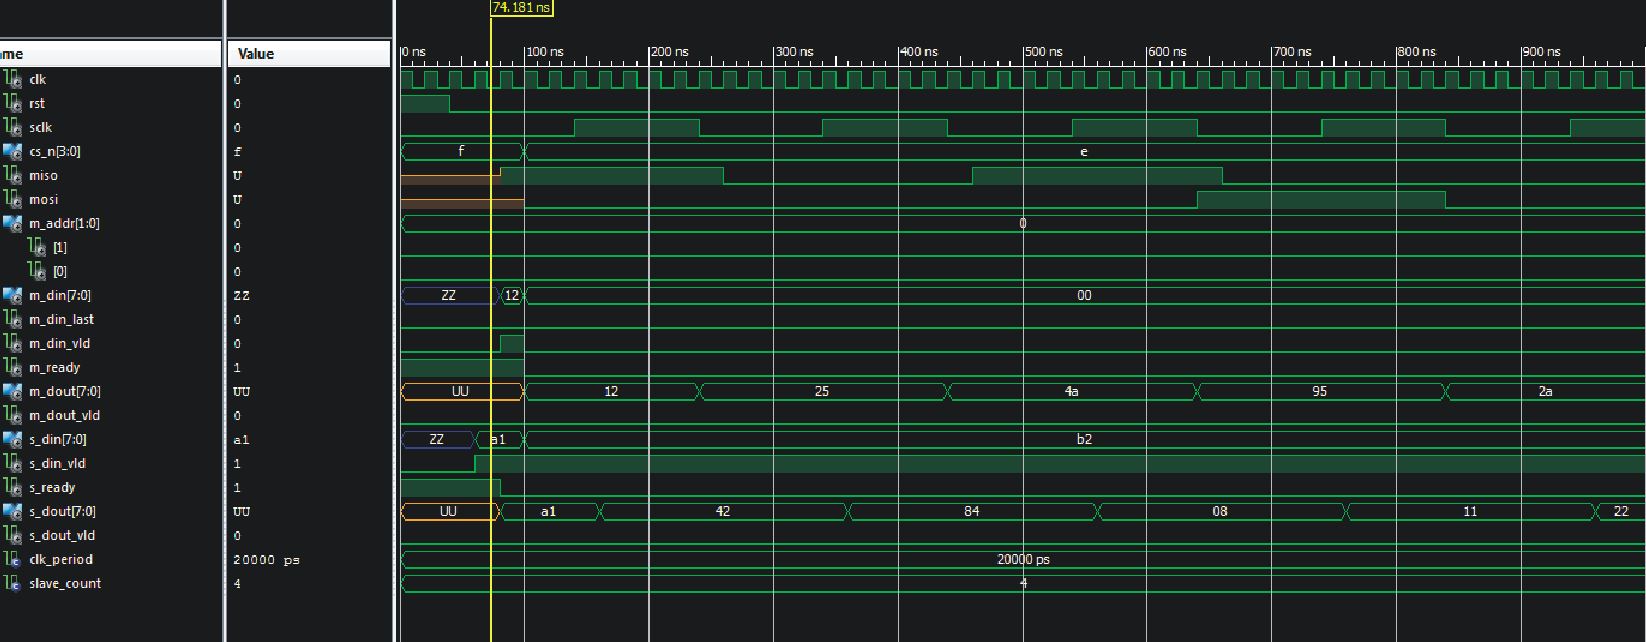 74.181 ns
me Value 0 ns 100 ns 200 ns 300 ns 400 ns 500 ns 600 ns 700 ns 800 ns 900 ns
clk 0
rst 0
sclk 0
cs_n[3:0] f f e
miso U
mosi U
m_addr[1:0] 0 0
[1] 0
[0] 0
m_din[7:0] ZZ ZZ 12 00
m_din_last 0
m_din_vld 0
m_ready 1
m_dout[7:0] UU UU 12 25 4a 95 2a
m_dout_vld 0
s_din[7:0] a1 ZZ a1 b2
s_din_vld 1
s_ready 1
s_dout[7:0] UU UU a1 42 84 08 11 22
s_dout_vld 0
clk_period 20000 ps 20000 ps
slave_count 4 4